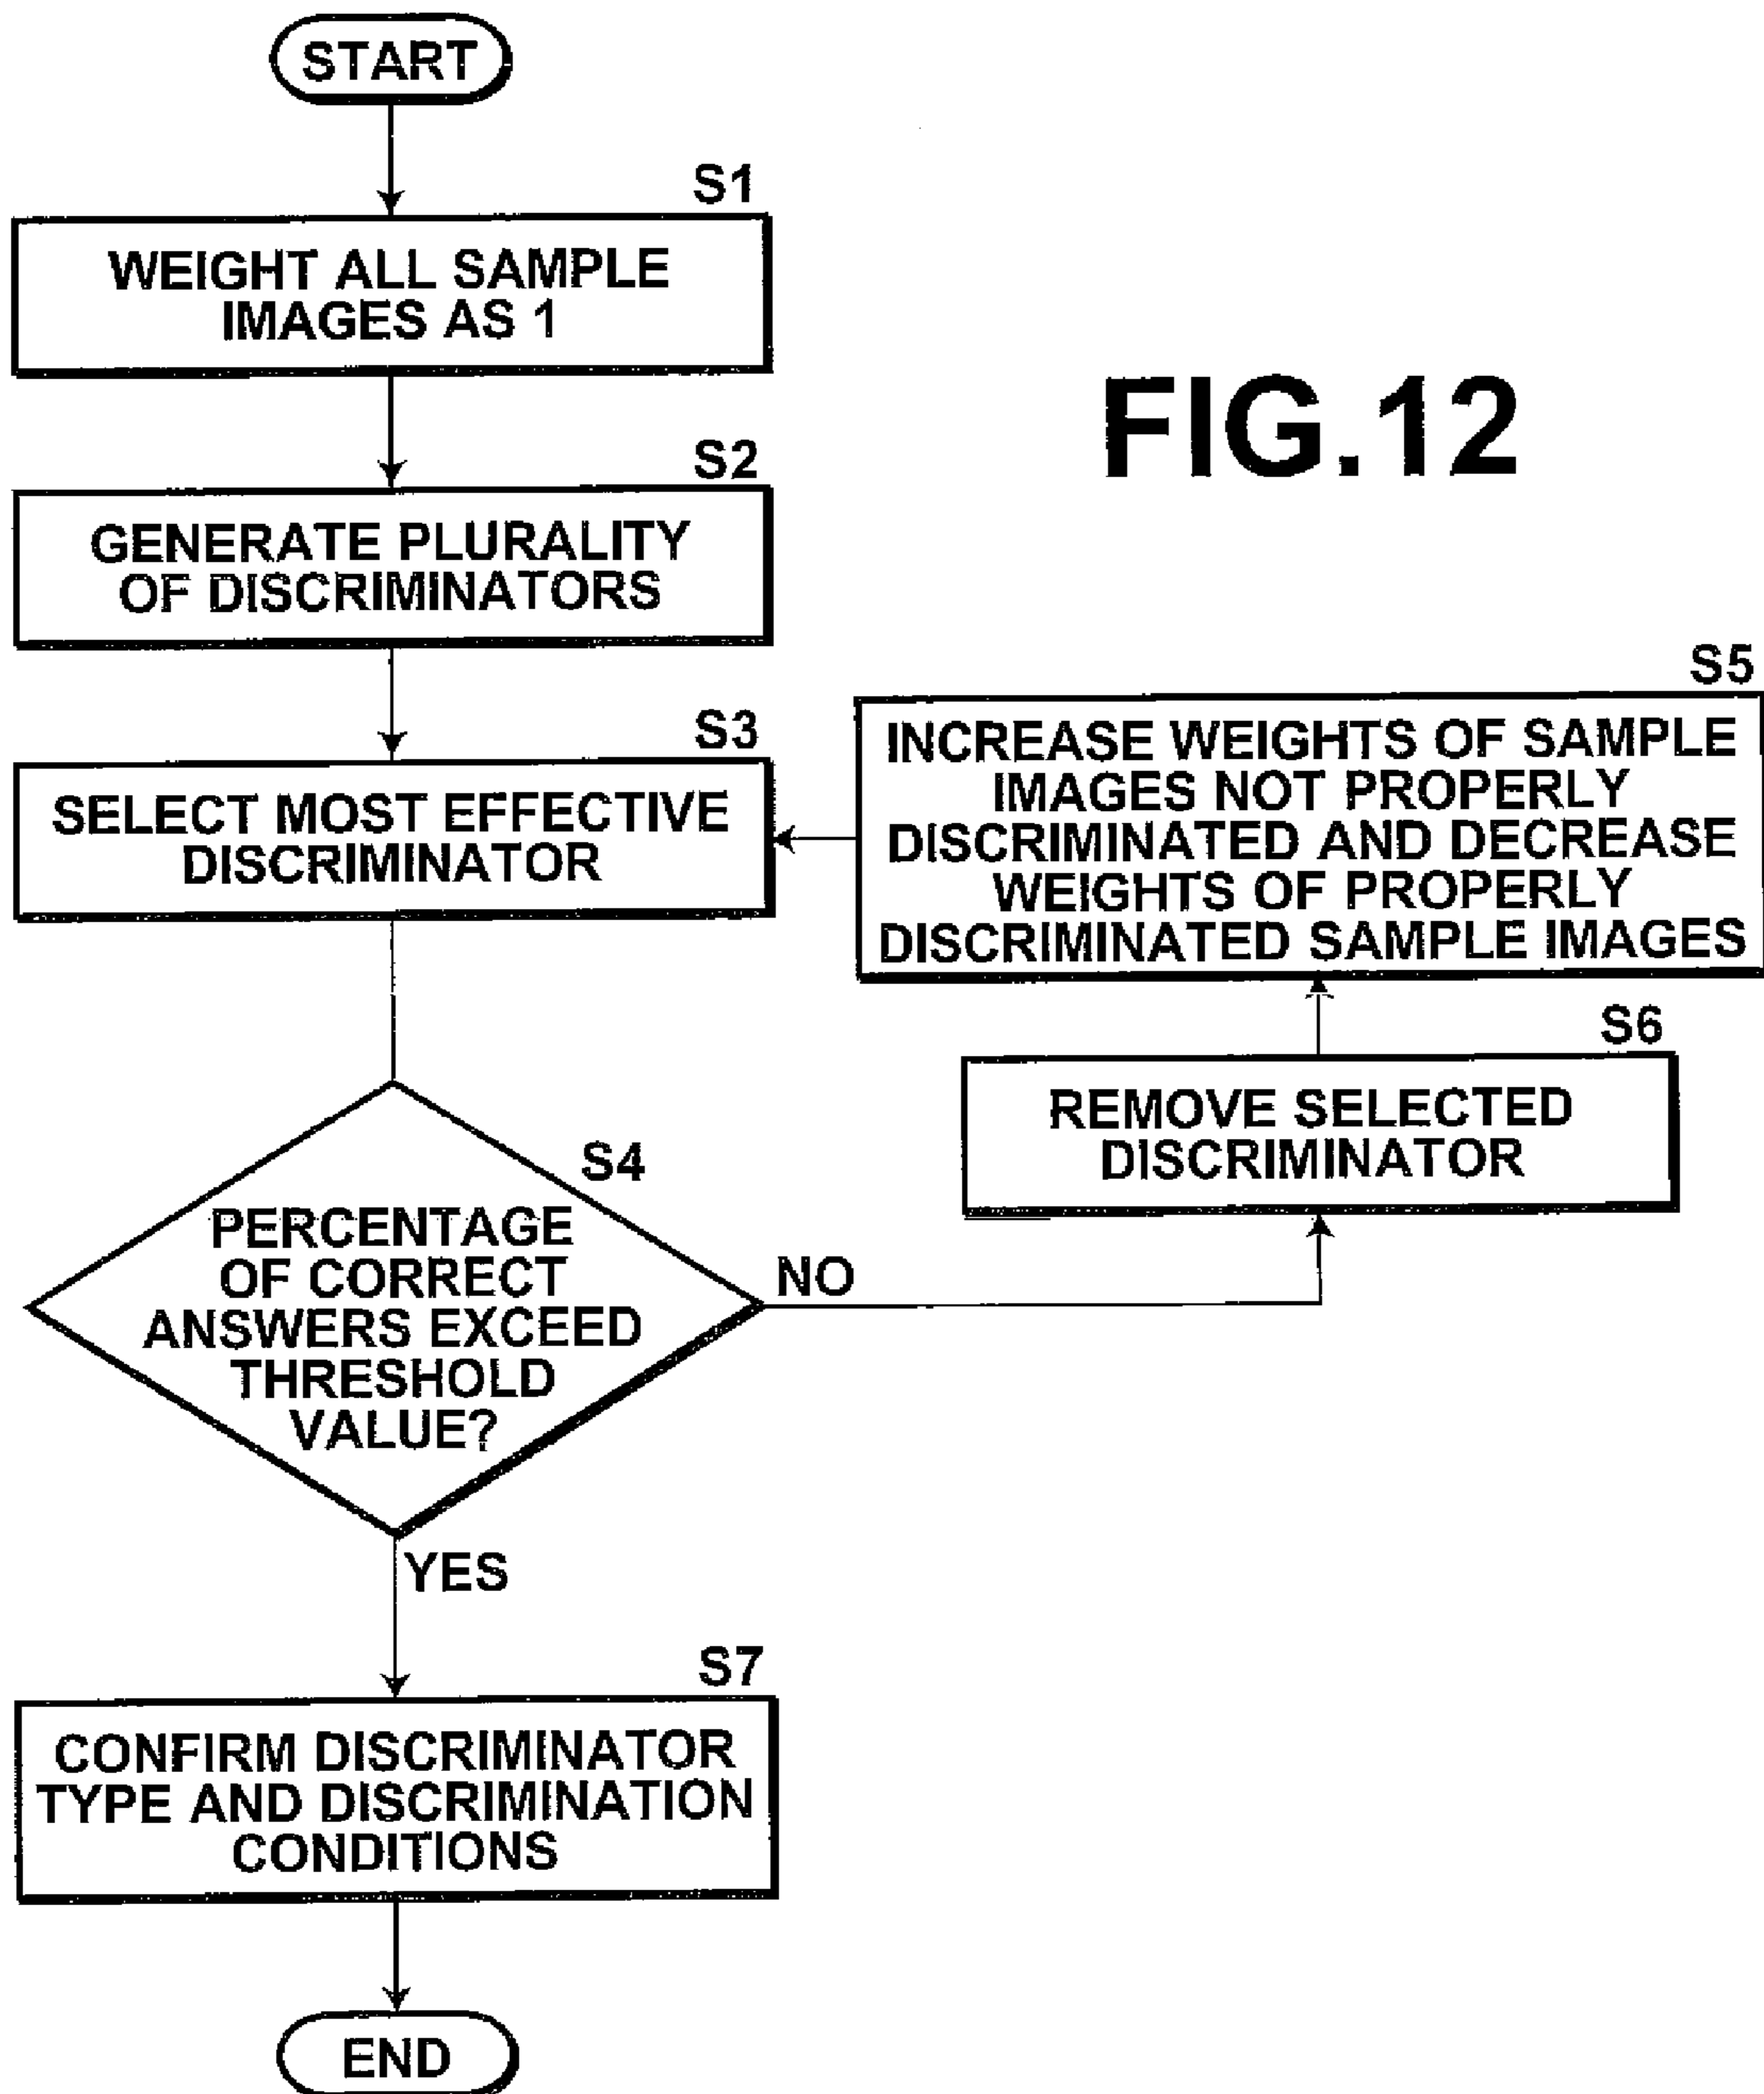 START
S1
WEIGHT ALL SAMPLE
IMAGES AS 1
FIG.12
S2
GENERATE PLURALITY
OF DISCRIMINATORS
S3
SELECT MOST EFFECTIVE
DISCRIMINATOR
S5
INCREASE WEIGHTS OF SAMPLE
IMAGES NOT PROPERLY
DISCRIMINATED AND DECREASE
WEIGHTS OF PROPERLY
DISCRIMINATED SAMPLE IMAGES
S6
REMOVE SELECTED
DISCRIMINATOR
S4
PERCENTAGE
OF CORRECT
ANSWERS EXCEED
THRESHOLD
VALUE?
NO
YES
S7
CONFIRM DISCRIMINATOR
TYPE AND DISCRIMINATION
CONDITIONS
END